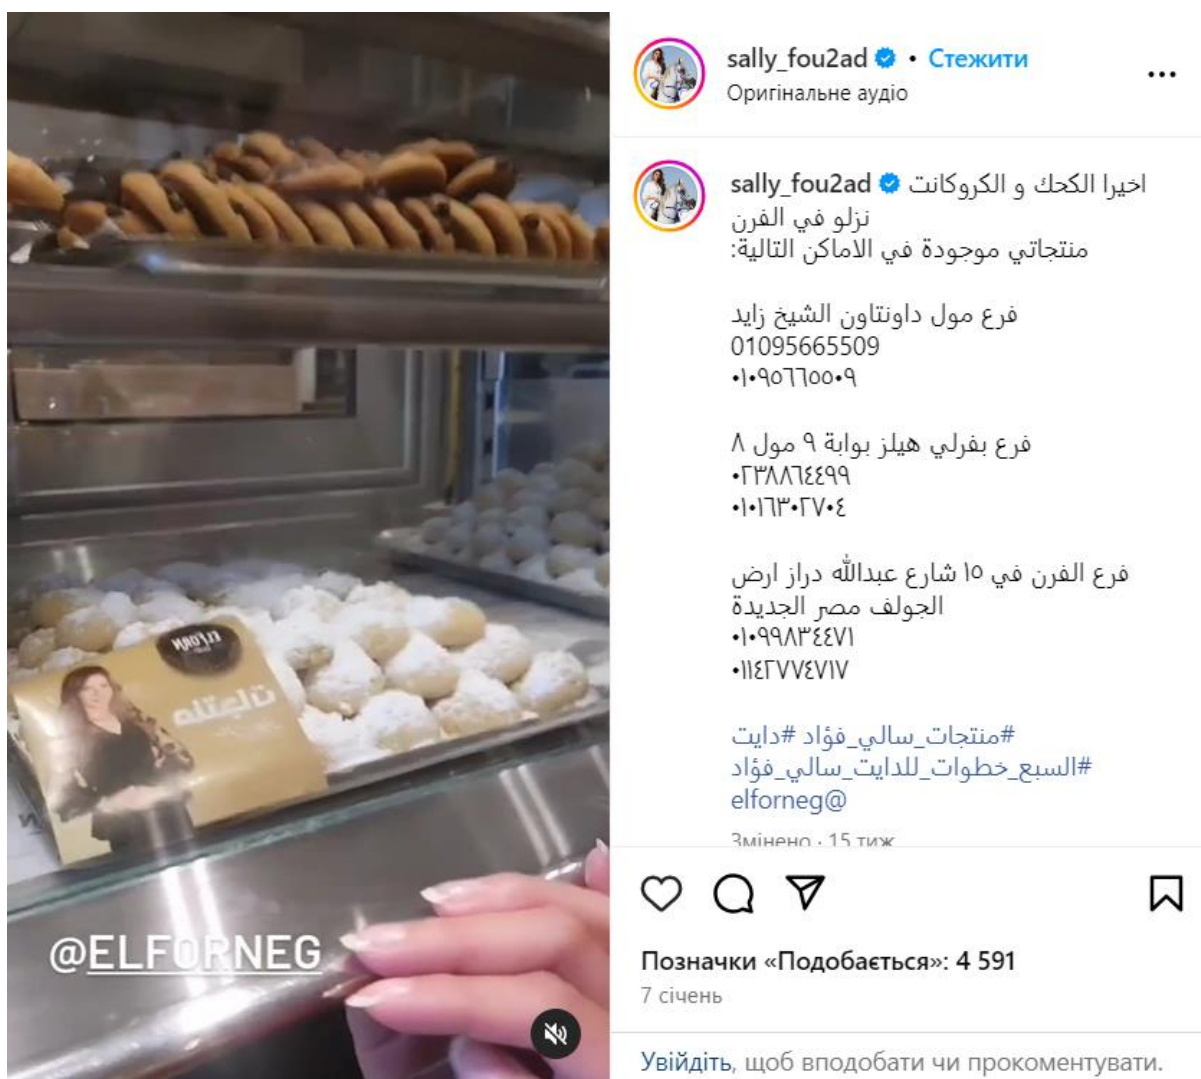 sally_fou2ad • Стежити
Оригінальне аудіо
sally_fou2ad اخيرا الكحك و الكروكانت
نزلو في الفرن
منتجاتي موجودة في الاماكن التالية:
فرع مول داونتاون الشيخ زايد
01095665509
٠١٠٩٥٦٦٥٥٠٩
فرع بفرلي هيلز بوابة ٩ مول ٨
٠٢٣٨٨٦٤٤٩٩
٠١٠١٦٣٠٢٧٠٤
فرع الفرن في ١٥ شارع عبدالله دراز ارض
الجولف مصر الجديدة
٠١٠٩٩٨٣٤٤٧١
٠١١٤٢٧٧٤٧١٧
#منتجات_سالي_فؤاد #دايت
#السبع_خطوات_للدايت_سالي_فؤاد
@elforneg
Змінено · 15 тиж
ELFORN
@ELFORNEG
Позначки «Подобається»: 4 591
7 січень
Увійдіть, щоб вподобати чи прокоментувати.